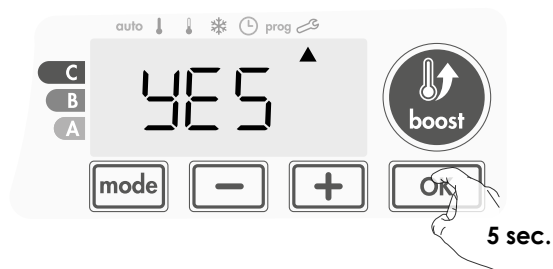 auto prog
C
B
A
yES
boost
mode − + OK
5 sec.